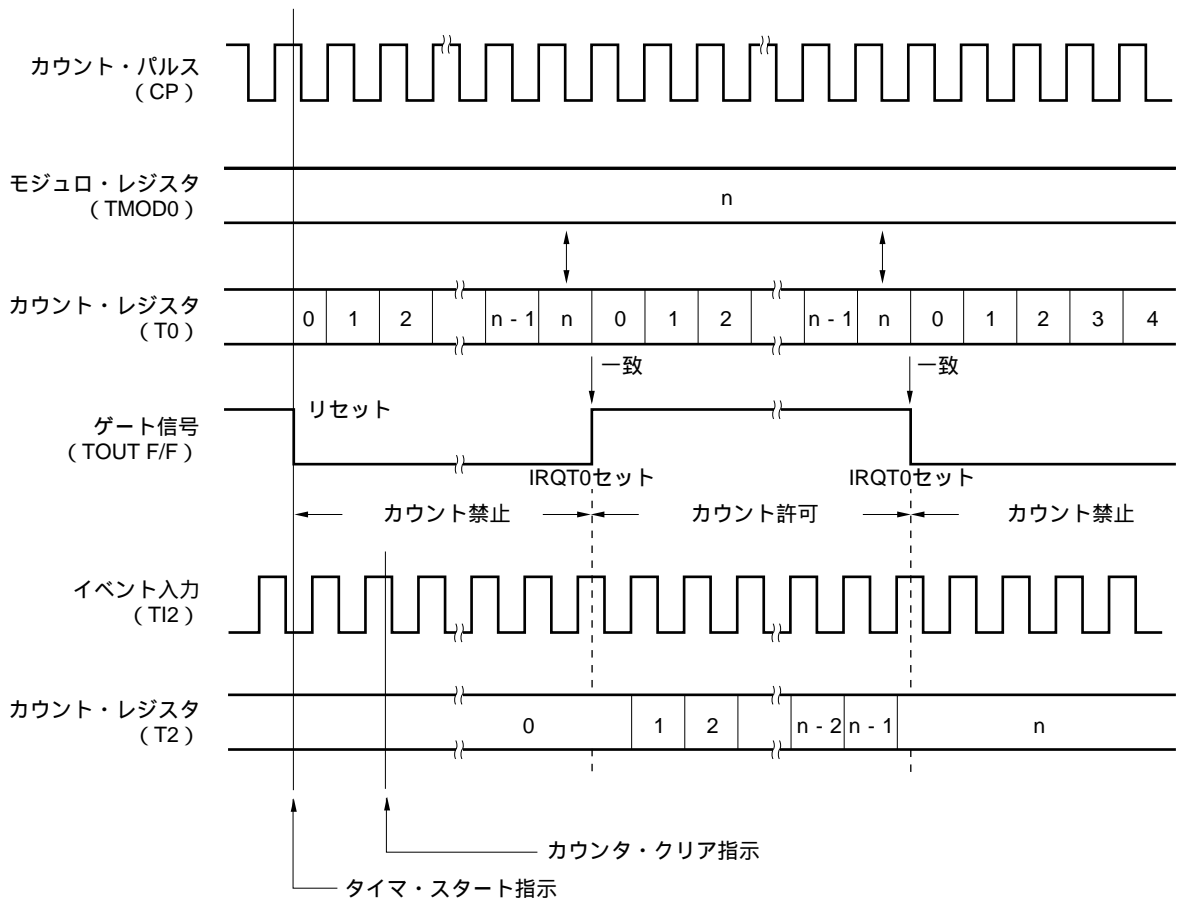 カウント・パルス
（CP）
モジュロ・レジスタ
（TMOD0）
n
カウント・レジスタ
（T0）
0 1 2 n - 1 n 0 1 2 n - 1 n 0 1 2 3 4
一致 一致
ゲート信号
（TOUT F/F）
リセット
IRQT0セット IRQT0セット
カウント禁止 カウント許可 カウント禁止
イベント入力
（TI2）
カウント・レジスタ
（T2）
0 1 2 n - 2 n - 1 n
カウンタ・クリア指示
タイマ・スタート指示